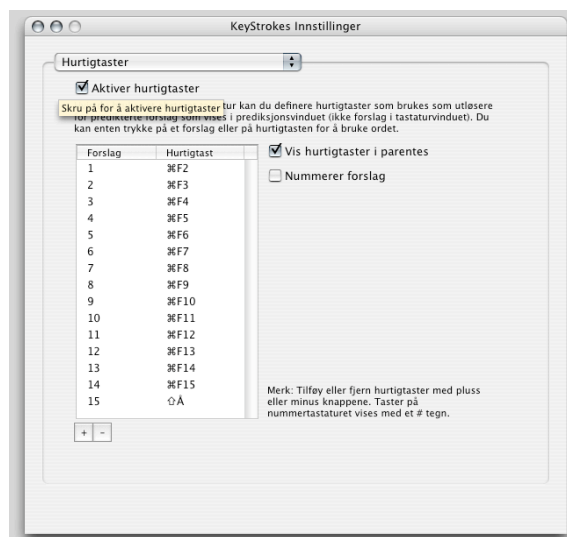 KeyStrokes Innstillinger
Hurtigtaster
Aktiver hurtigtaster
Skru på for å aktivere hurtigtaster tur kan du definere hurtigtaster som brukes som utløsere
for predikterte forslag som vises i prediksjonsvinduet (ikke forslag i tastaturvinduet). Du
kan enten trykke på et forslag eller på hurtigtasten for å bruke ordet.
Forslag Hurtigtast
Vis hurtigtaster i parentes
1 ⌘F2
Nummerer forslag
2 ⌘F3
3 ⌘F4
4 ⌘F5
5 ⌘F6
6 ⌘F7
7 ⌘F8
8 ⌘F9
9 ⌘F10
10 ⌘F11
11 ⌘F12
12 ⌘F13
13 ⌘F14
14 ⌘F15
15 ⇧Å
Merk: Tilføy eller fjern hurtigtaster med pluss
eller minus knappene. Taster på
nummertastaturet vises med et # tegn.
+ -